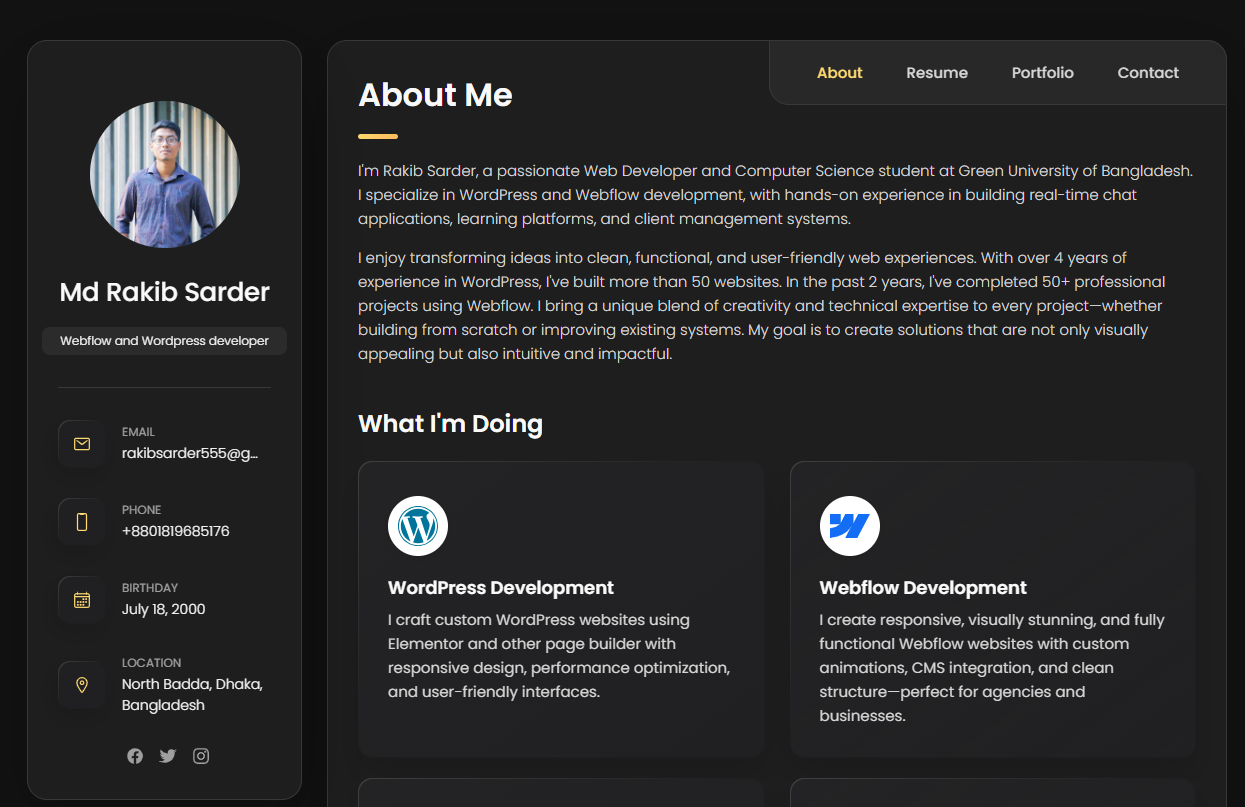 Md Rakib Sarder
Webflow and Wordpress developer
EMAIL
rakibsarder555@g...
PHONE
+8801819685176
BIRTHDAY
July 18, 2000
LOCATION
North Badda, Dhaka,
Bangladesh
About
Resume
Portfolio
Contact
About Me
I'm Rakib Sarder, a passionate Web Developer and Computer Science student at Green University of Bangladesh.
I specialize in WordPress and Webflow development, with hands-on experience in building real-time chat
applications, learning platforms, and client management systems.
I enjoy transforming ideas into clean, functional, and user-friendly web experiences. With over 4 years of
experience in WordPress, I've built more than 50 websites. In the past 2 years, I've completed 50+ professional
projects using Webflow. I bring a unique blend of creativity and technical expertise to every project—whether
building from scratch or improving existing systems. My goal is to create solutions that are not only visually
appealing but also intuitive and impactful.
What I'm Doing
WordPress Development
I craft custom WordPress websites using
Elementor and other page builder with
responsive design, performance optimization,
and user-friendly interfaces.
Webflow Development
I create responsive, visually stunning, and fully
functional Webflow websites with custom
animations, CMS integration, and clean
structure—perfect for agencies and
businesses.